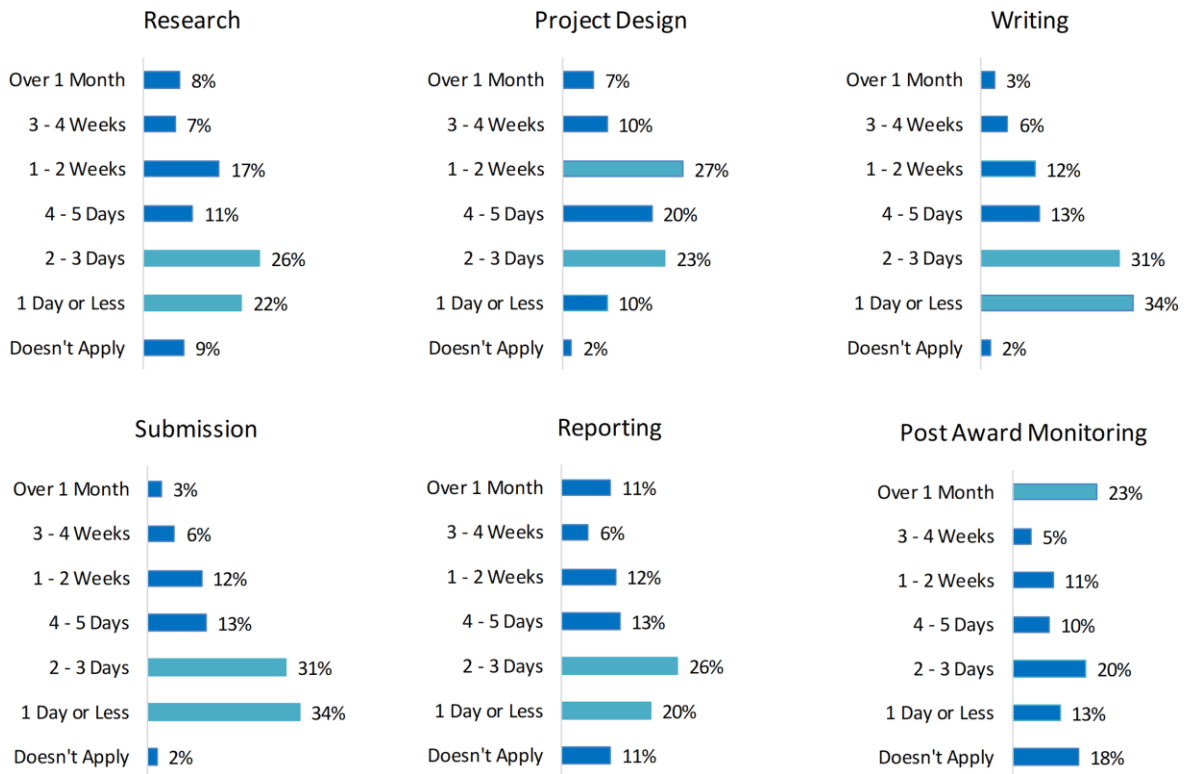 Research
Over 1 Month 8%
3 - 4 Weeks 7%
1 - 2 Weeks 17%
4 - 5 Days 11%
2 - 3 Days 26%
1 Day or Less 22%
Doesn't Apply 9%
Project Design
Over 1 Month 7%
3 - 4 Weeks 10%
1 - 2 Weeks 27%
4 - 5 Days 20%
2 - 3 Days 23%
1 Day or Less 10%
Doesn't Apply 2%
Writing
Over 1 Month 3%
3 - 4 Weeks 6%
1 - 2 Weeks 12%
4 - 5 Days 13%
2 - 3 Days 31%
1 Day or Less 34%
Doesn't Apply 2%
Submission
Over 1 Month 3%
3 - 4 Weeks 6%
1 - 2 Weeks 12%
4 - 5 Days 13%
2 - 3 Days 31%
1 Day or Less 34%
Doesn't Apply 2%
Reporting
Over 1 Month 11%
3 - 4 Weeks 6%
1 - 2 Weeks 12%
4 - 5 Days 13%
2 - 3 Days 26%
1 Day or Less 20%
Doesn't Apply 11%
Post Award Monitoring
Over 1 Month 23%
3 - 4 Weeks 5%
1 - 2 Weeks 11%
4 - 5 Days 10%
2 - 3 Days 20%
1 Day or Less 13%
Doesn't Apply 18%